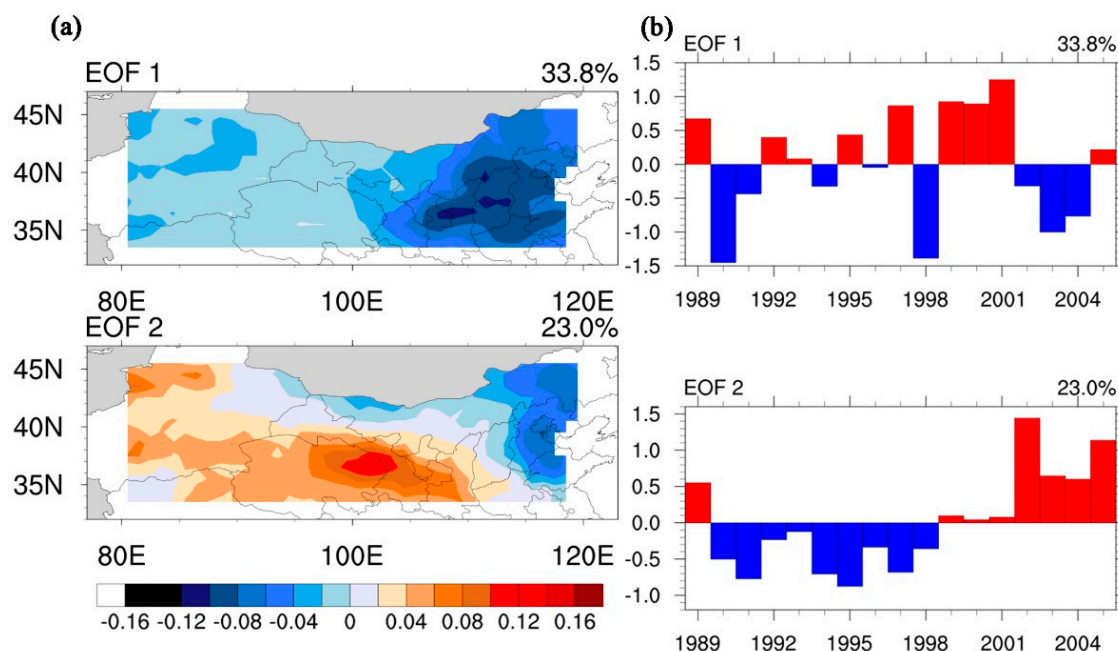 (a)
EOF 1 33.8%
45N
40N
35N
80E 100E 120E
EOF 2 23.0%
45N
40N
35N
80E 100E 120E
-0.16 -0.12 -0.08 -0.04 0 0.04 0.08 0.12 0.16
(b)
EOF 1 33.8%
1.5
1.0
0.5
0.0
-0.5
-1.0
-1.5
1989 1992 1995 1998 2001 2004
EOF 2 23.0%
1.5
1.0
0.5
0.0
-0.5
-1.0
1989 1992 1995 1998 2001 2004